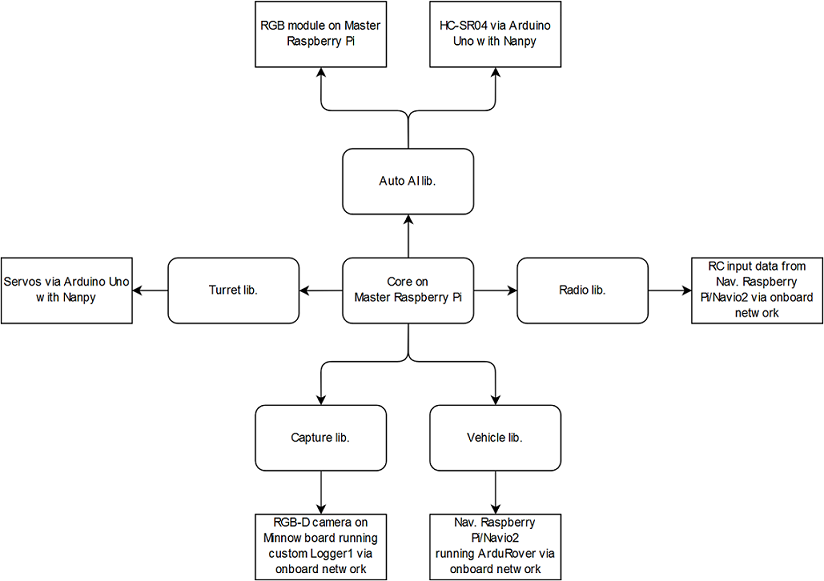 RGB module on Master
Raspberry Pi
HC-SR04 via Arduino
Uno with Nanpy
Auto AI lib.
Servos via Arduino Uno
with Nanpy
Turret lib.
Core on
Master Raspberry Pi
Radio lib.
RC input data from
Nav. Raspberry
Pi/Navio2 via onboard
network
Capture lib.
Vehicle lib.
RGB-D camera on
Minnow board running
custom Logger1 via
onboard network
Nav. Raspberry
Pi/Navio2
running ArduRover via
onboard network